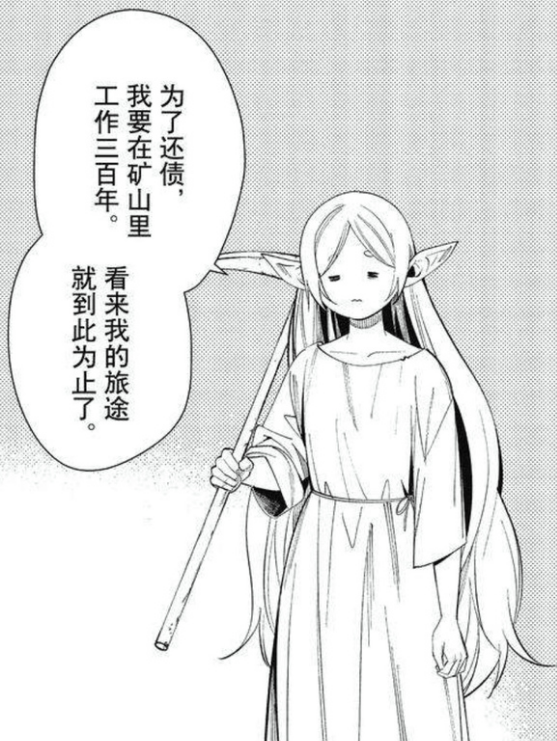 为了还债，
我要在矿山里
工作三百年。
看来我的旅途
就到此为止了。